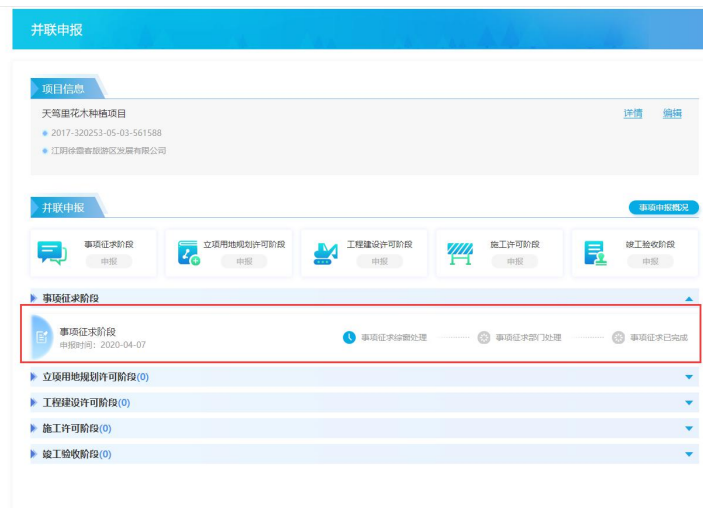 并联申报
项目信息
天笃里花木种植项目
详情 编辑
2017-320253-05-03-561588
江阴徐霞客旅游区发展有限公司
并联申报
事项申报概况
事项征求阶段
申报
立项用地规划许可阶段
申报
工程建设许可阶段
申报
施工许可阶段
申报
竣工验收阶段
申报
事项征求阶段
事项征求阶段
申报时间：2020-04-07
事项征求综窗处理
事项征求部门处理
事项征求已完成
立项用地规划许可阶段(0)
工程建设许可阶段(0)
施工许可阶段(0)
竣工验收阶段(0)